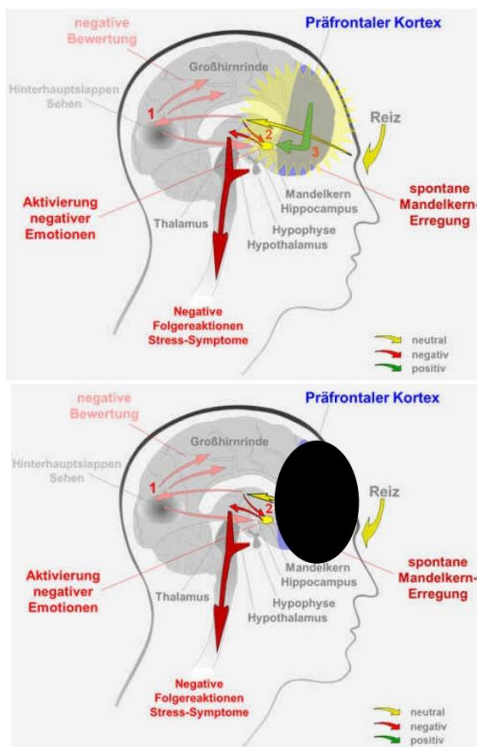 negative
Bewertung
Präfrontaler Kortex
Großhirnrinde
Hinterhauptslappen
Sehen
1
Reiz
2
3
Aktivierung
negativer
Emotionen
Mandelkern
Hippocampus
spontane
Mandelkern-
Erregung
Thalamus
Hypophyse
Hypothalamus
Negative
Folgereaktionen
Stress-Symptome
neutral
negativ
positiv
negative
Bewertung
Präfrontaler Kortex
Großhirnrinde
Hinterhauptslappen
Sehen
1
Reiz
2
Aktivierung
negativer
Emotionen
Mandelkern
Hippocampus
spontane
Mandelkern-
Erregung
Thalamus
Hypophyse
Hypothalamus
Negative
Folgereaktionen
Stress-Symptome
neutral
negativ
positiv